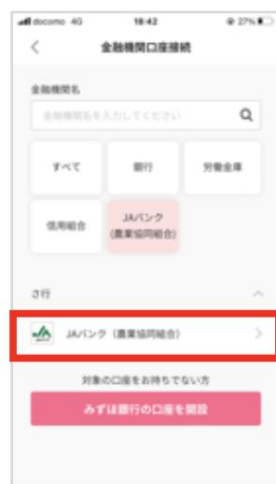 docomo 4G 18:42 27%
金融機関口座接続
金融機関名
金融機関名を入力してください
すべて 銀行 労働金庫
信用組合 JAバンク
(農業協同組合)
さ行
JA JAバンク（農業協同組合）
対象の口座をお持ちでない方
みずほ銀行の口座を開設